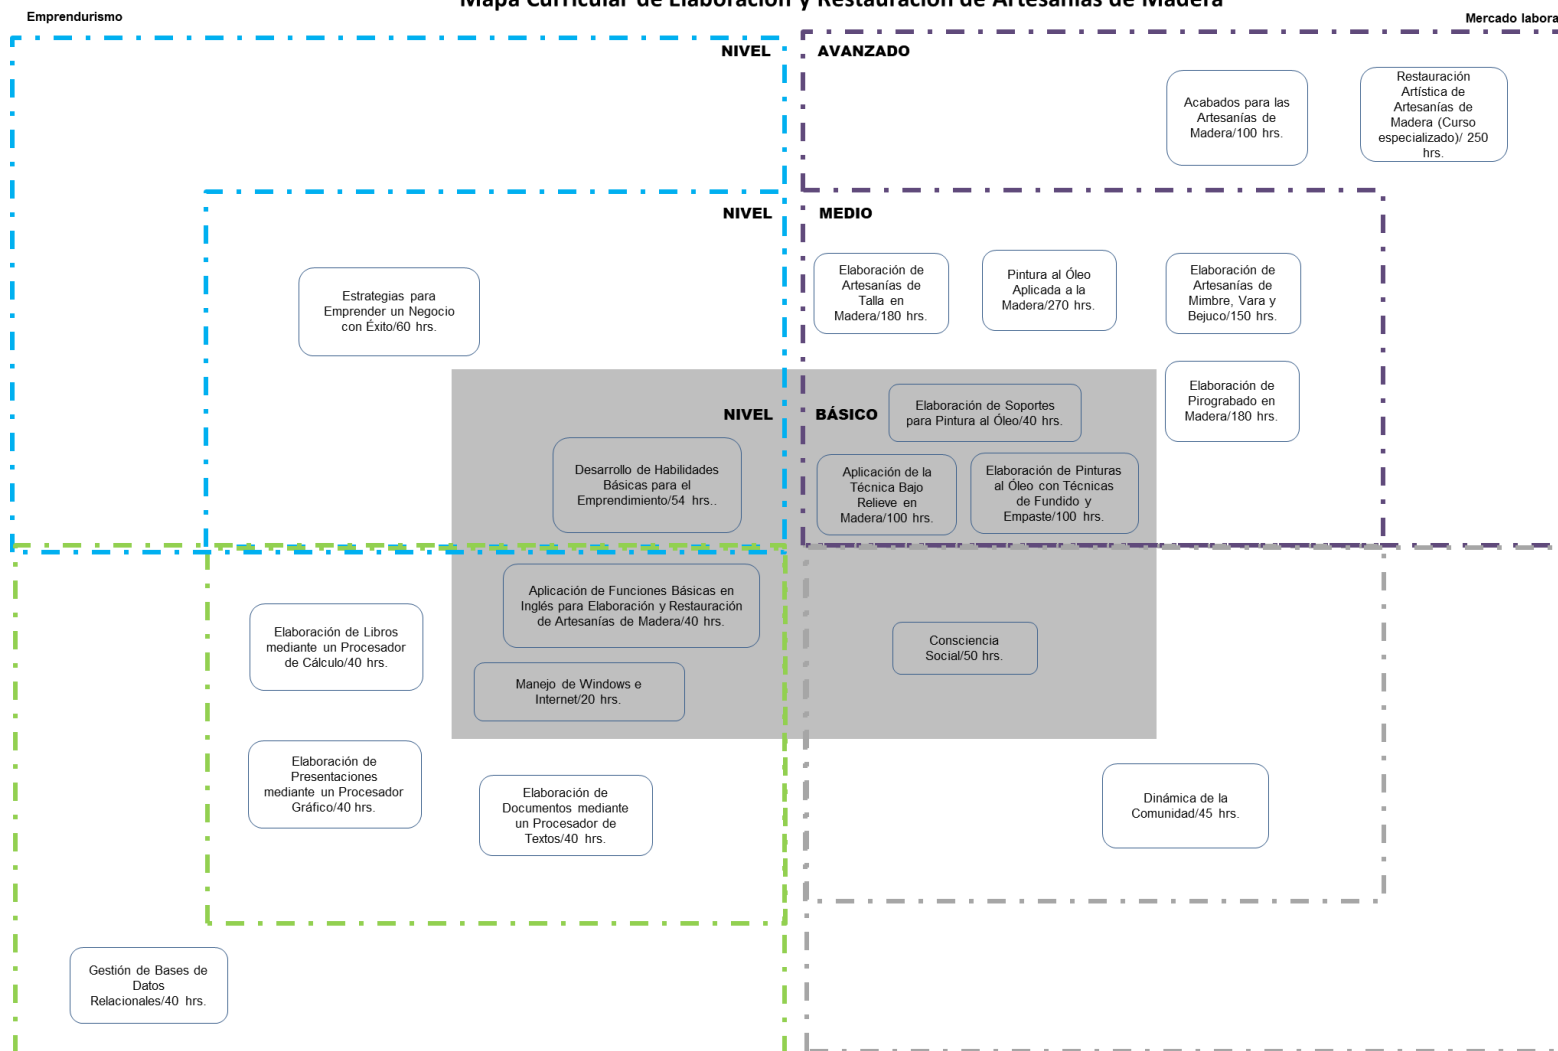 Mapa Curricular de Elaboración y Restauración de Artesanías de Madera
Emprendurismo
Mercado labora
NIVEL
AVANZADO
Acabados para las
Artesanías de
Madera/100 hrs.
Restauración
Artística de
Artesanías de
Madera (Curso
especializado)/ 250
hrs.
NIVEL
MEDIO
Estrategias para
Emprender un Negocio
con Éxito/60 hrs.
Elaboración de
Artesanías de
Talla en
Madera/180 hrs.
Pintura al Óleo
Aplicada a la
Madera/270 hrs.
Elaboración de
Artesanías de
Mimbre, Vara y
Bejuco/150 hrs.
Elaboración de
Pirograbado en
Madera/180 hrs.
NIVEL
BÁSICO
Elaboración de Soportes
para Pintura al Óleo/40 hrs.
Desarrollo de Habilidades
Básicas para el
Emprendimiento/54 hrs..
Aplicación de la
Técnica Bajo
Relieve en
Madera/100 hrs.
Elaboración de Pinturas
al Óleo con Técnicas
de Fundido y
Empaste/100 hrs.
Aplicación de Funciones Básicas en
Inglés para Elaboración y Restauración
de Artesanías de Madera/40 hrs.
Elaboración de Libros
mediante un Procesador
de Cálculo/40 hrs.
Consciencia
Social/50 hrs.
Manejo de Windows e
Internet/20 hrs.
Elaboración de
Presentaciones
mediante un Procesador
Gráfico/40 hrs.
Elaboración de
Documentos mediante
un Procesador de
Textos/40 hrs.
Dinámica de la
Comunidad/45 hrs.
Gestión de Bases de
Datos
Relacionales/40 hrs.